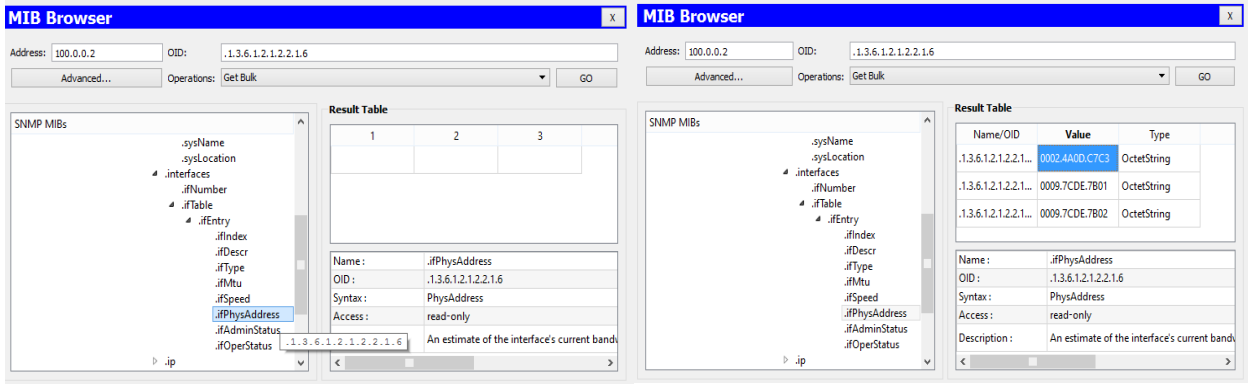 MIB Browser X
Address: 100.0.0.2 OID: .1.3.6.1.2.1.2.2.1.6
Advanced... Operations: Get Bulk GO
SNMP MIBs
.sysName
.sysLocation
.interfaces
.ifNumber
.ifTable
.ifEntry
.ifIndex
.ifDescr
.ifType
.ifMtu
.ifSpeed
.ifPhysAddress
.ifAdminStatus
.ifOperStatus
.1.3.6.1.2.1.2.2.1.6
.ip
Result Table
1 2 3
Name : .ifPhysAddress
OID : .1.3.6.1.2.1.2.2.1.6
Syntax : PhysAddress
Access : read-only
An estimate of the interface's current bandw
MIB Browser X
Address: 100.0.0.2 OID: .1.3.6.1.2.1.2.2.1.6
Advanced... Operations: Get Bulk GO
SNMP MIBs
.sysName
.sysLocation
.interfaces
.ifNumber
.ifTable
.ifEntry
.ifIndex
.ifDescr
.ifType
.ifMtu
.ifSpeed
.ifPhysAddress
.ifAdminStatus
.ifOperStatus
.ip
Result Table
Name/OID Value Type
.1.3.6.1.2.1.2.2.1... 0002.4A0D.C7C3 OctetString
.1.3.6.1.2.1.2.2.1... 0009.7CDE.7B01 OctetString
.1.3.6.1.2.1.2.2.1... 0009.7CDE.7B02 OctetString
Name : .ifPhysAddress
OID : .1.3.6.1.2.1.2.2.1.6
Syntax : PhysAddress
Access : read-only
Description : An estimate of the interface's current bandw